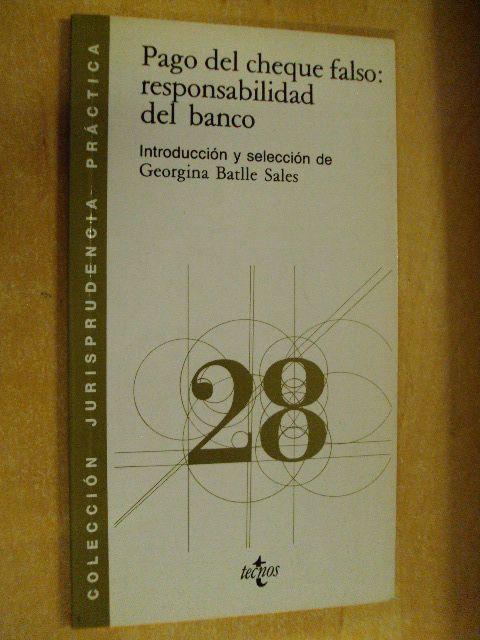 Pago del cheque falso:
responsabilidad
del banco
Introducción y selección de
Georgina Batlle Sales
28
tecnos
COLECCIÓN JURISPRUDENCIA PRÁCTICA